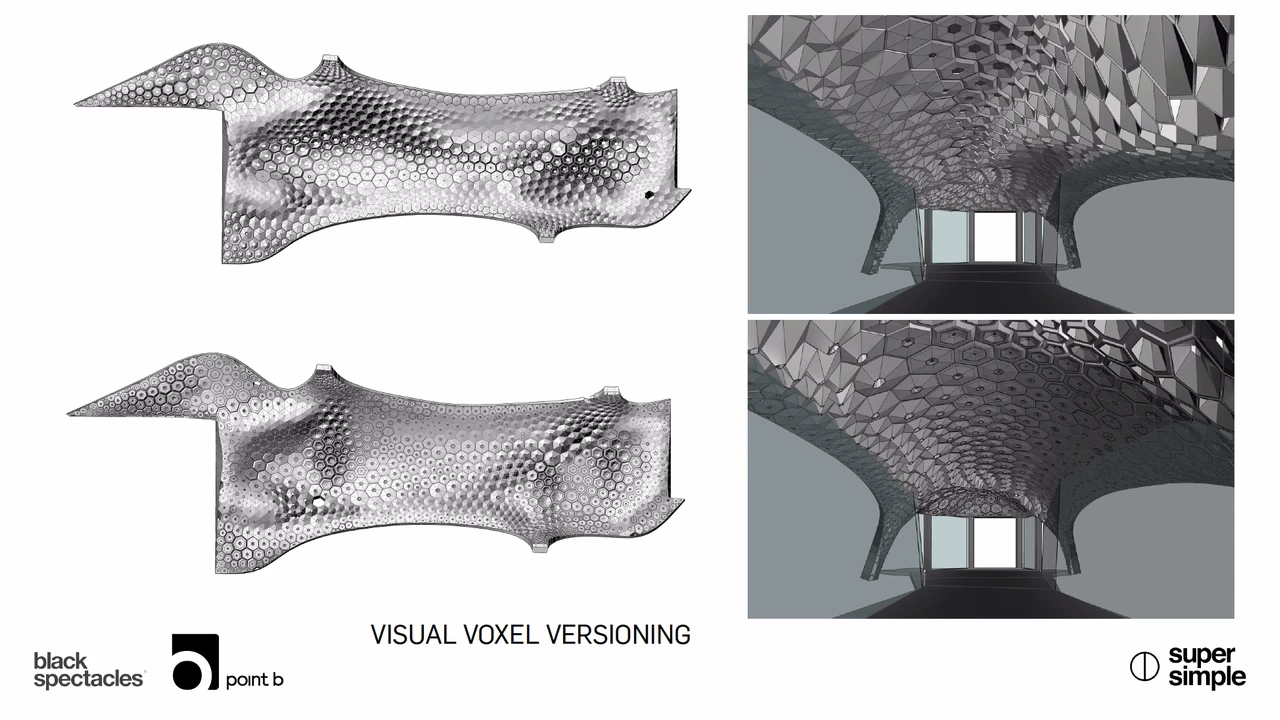 VISUAL VOXEL VERSIONING
black
spectacles
point b
super
simple